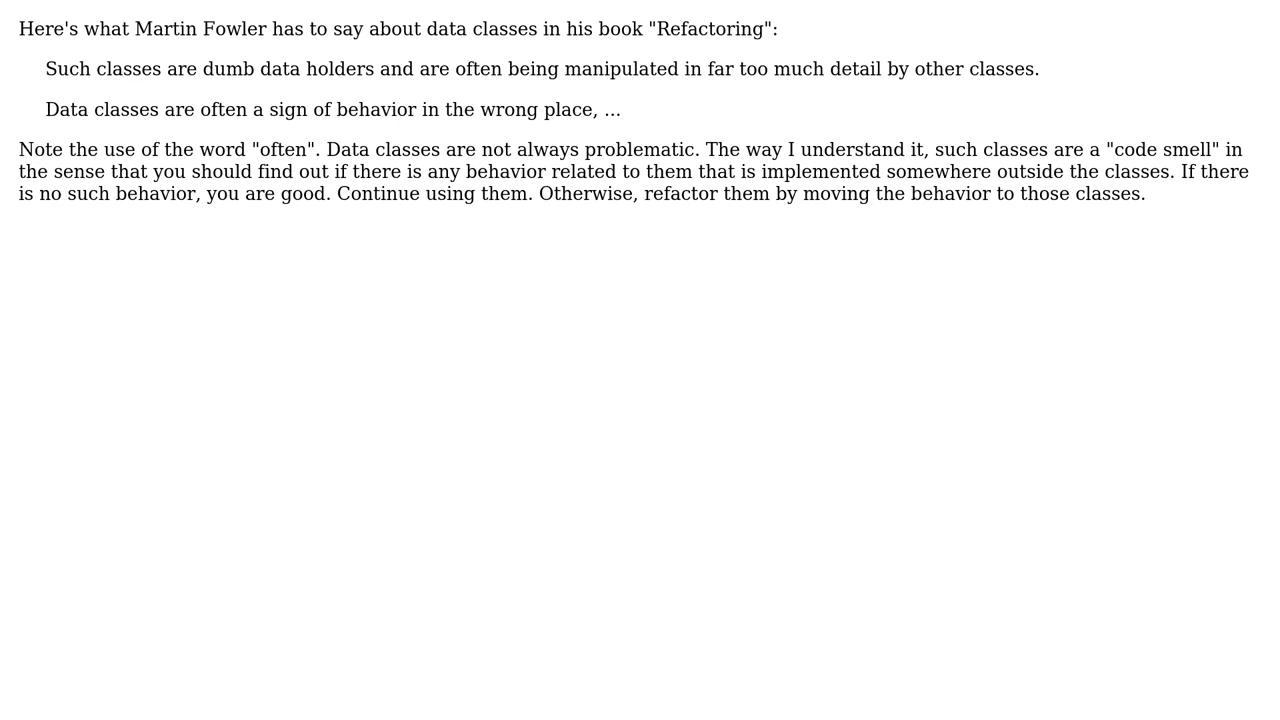 Here's what Martin Fowler has to say about data classes in his book "Refactoring":
Such classes are dumb data holders and are often being manipulated in far too much detail by other classes.
Data classes are often a sign of behavior in the wrong place, ...
Note the use of the word "often". Data classes are not always problematic. The way I understand it, such classes are a "code smell" in
the sense that you should find out if there is any behavior related to them that is implemented somewhere outside the classes. If there
is no such behavior, you are good. Continue using them. Otherwise, refactor them by moving the behavior to those classes.